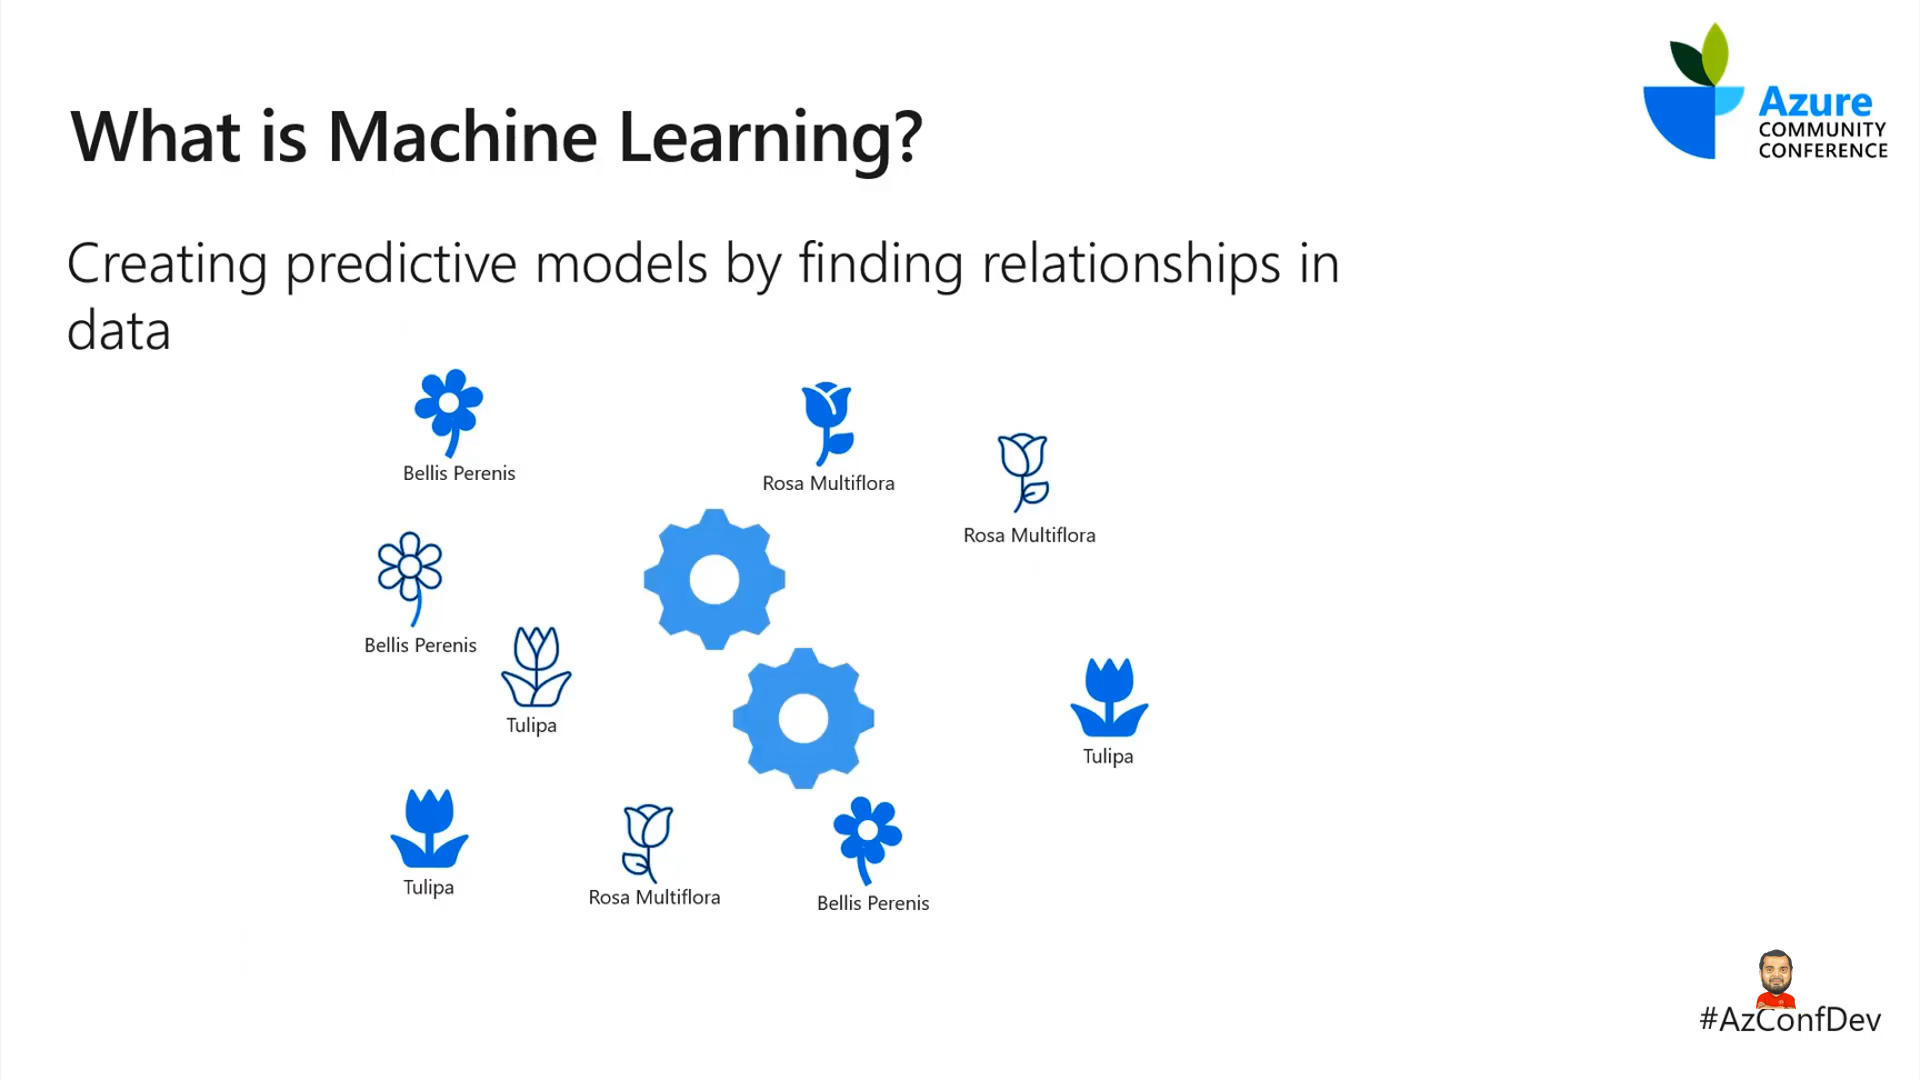 What is Machine Learning?
Azure
COMMUNITY
CONFERENCE
Creating predictive models by finding relationships in
data
Bellis Perenis
Rosa Multiflora
Rosa Multiflora
Bellis Perenis
Tulipa
Tulipa
Tulipa
Rosa Multiflora
Bellis Perenis
#AzConfDev